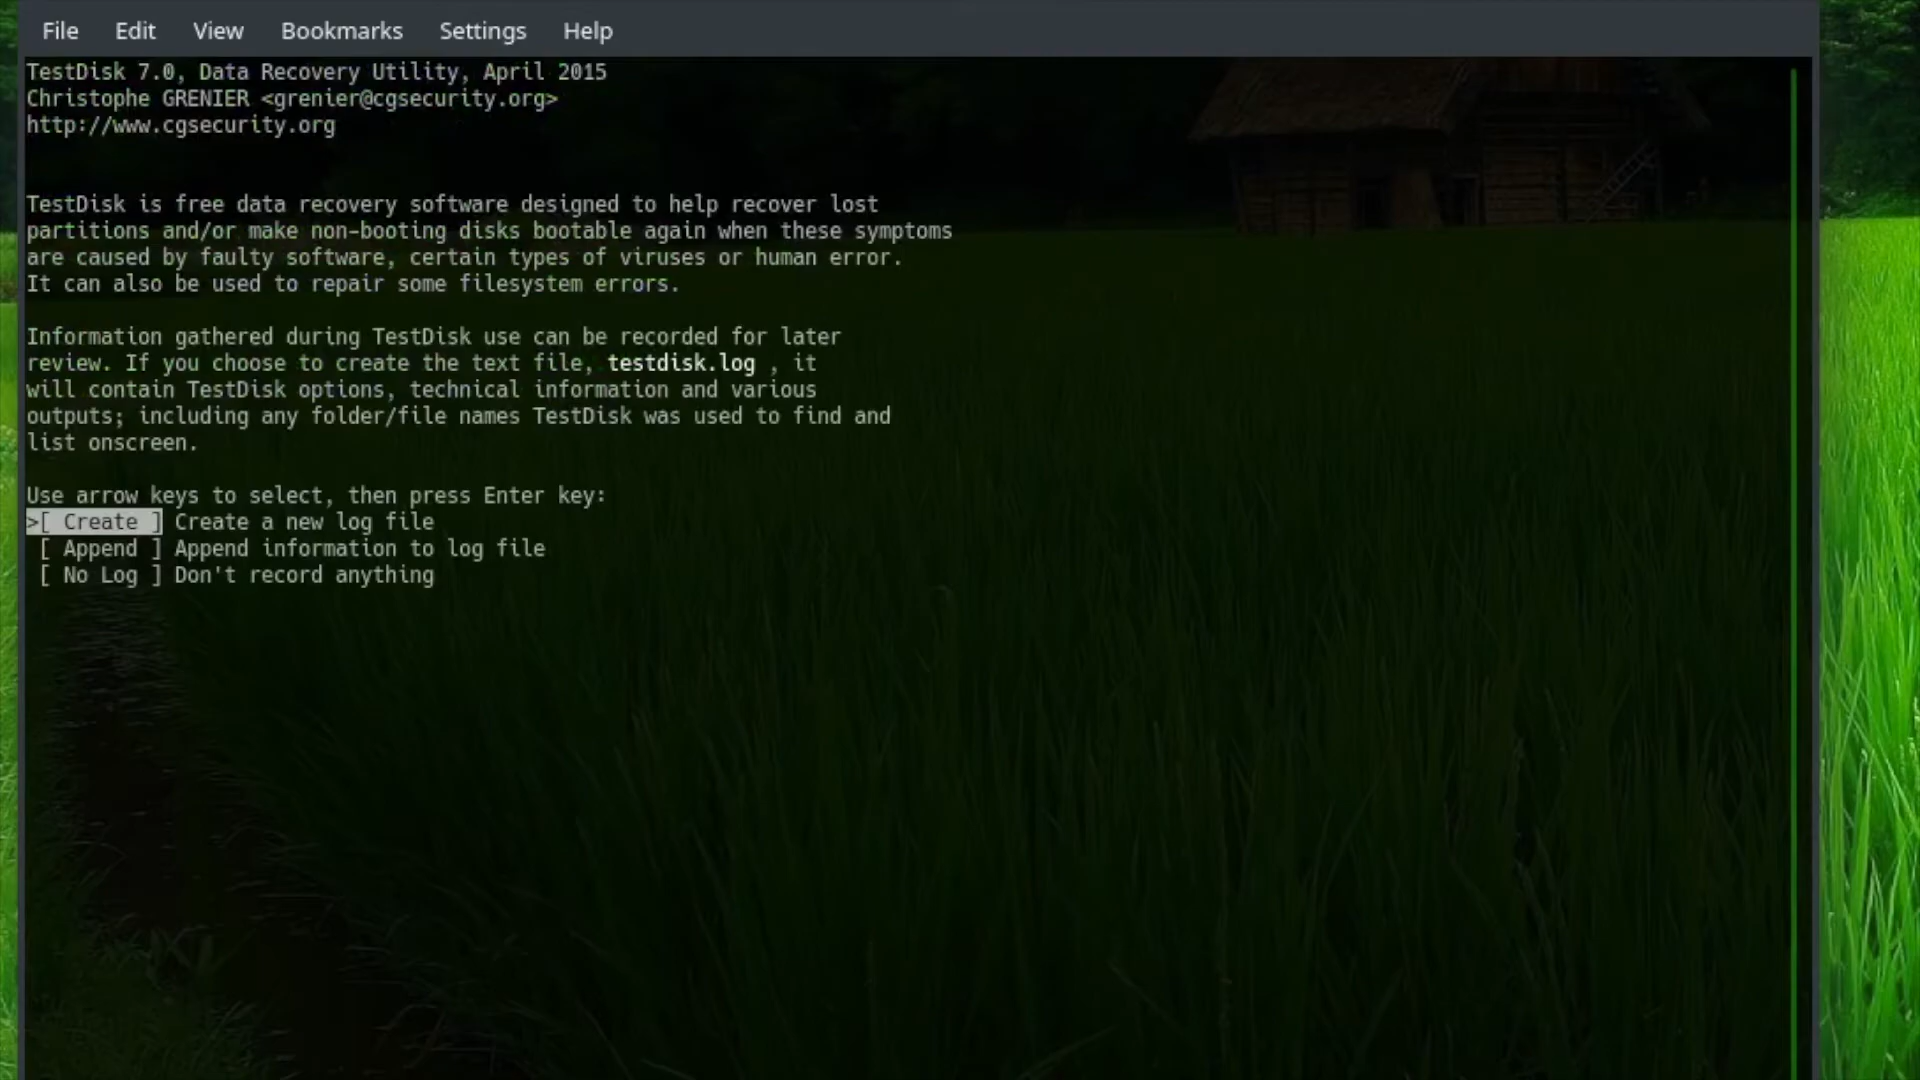 File Edit View Bookmarks Settings Help
TestDisk 7.0, Data Recovery Utility, April 2015
Christophe GRENIER <grenier@cgsecurity.org>
http://www.cgsecurity.org
TestDisk is free data recovery software designed to help recover lost
partitions and/or make non-booting disks bootable again when these symptoms
are caused by faulty software, certain types of viruses or human error.
It can also be used to repair some filesystem errors.
Information gathered during TestDisk use can be recorded for later
review. If you choose to create the text file, testdisk.log , it
will contain TestDisk options, technical information and various
outputs; including any folder/file names TestDisk was used to find and
list onscreen.
Use arrow keys to select, then press Enter key:
>[ Create ] Create a new log file
[ Append ] Append information to log file
[ No Log ] Don't record anything